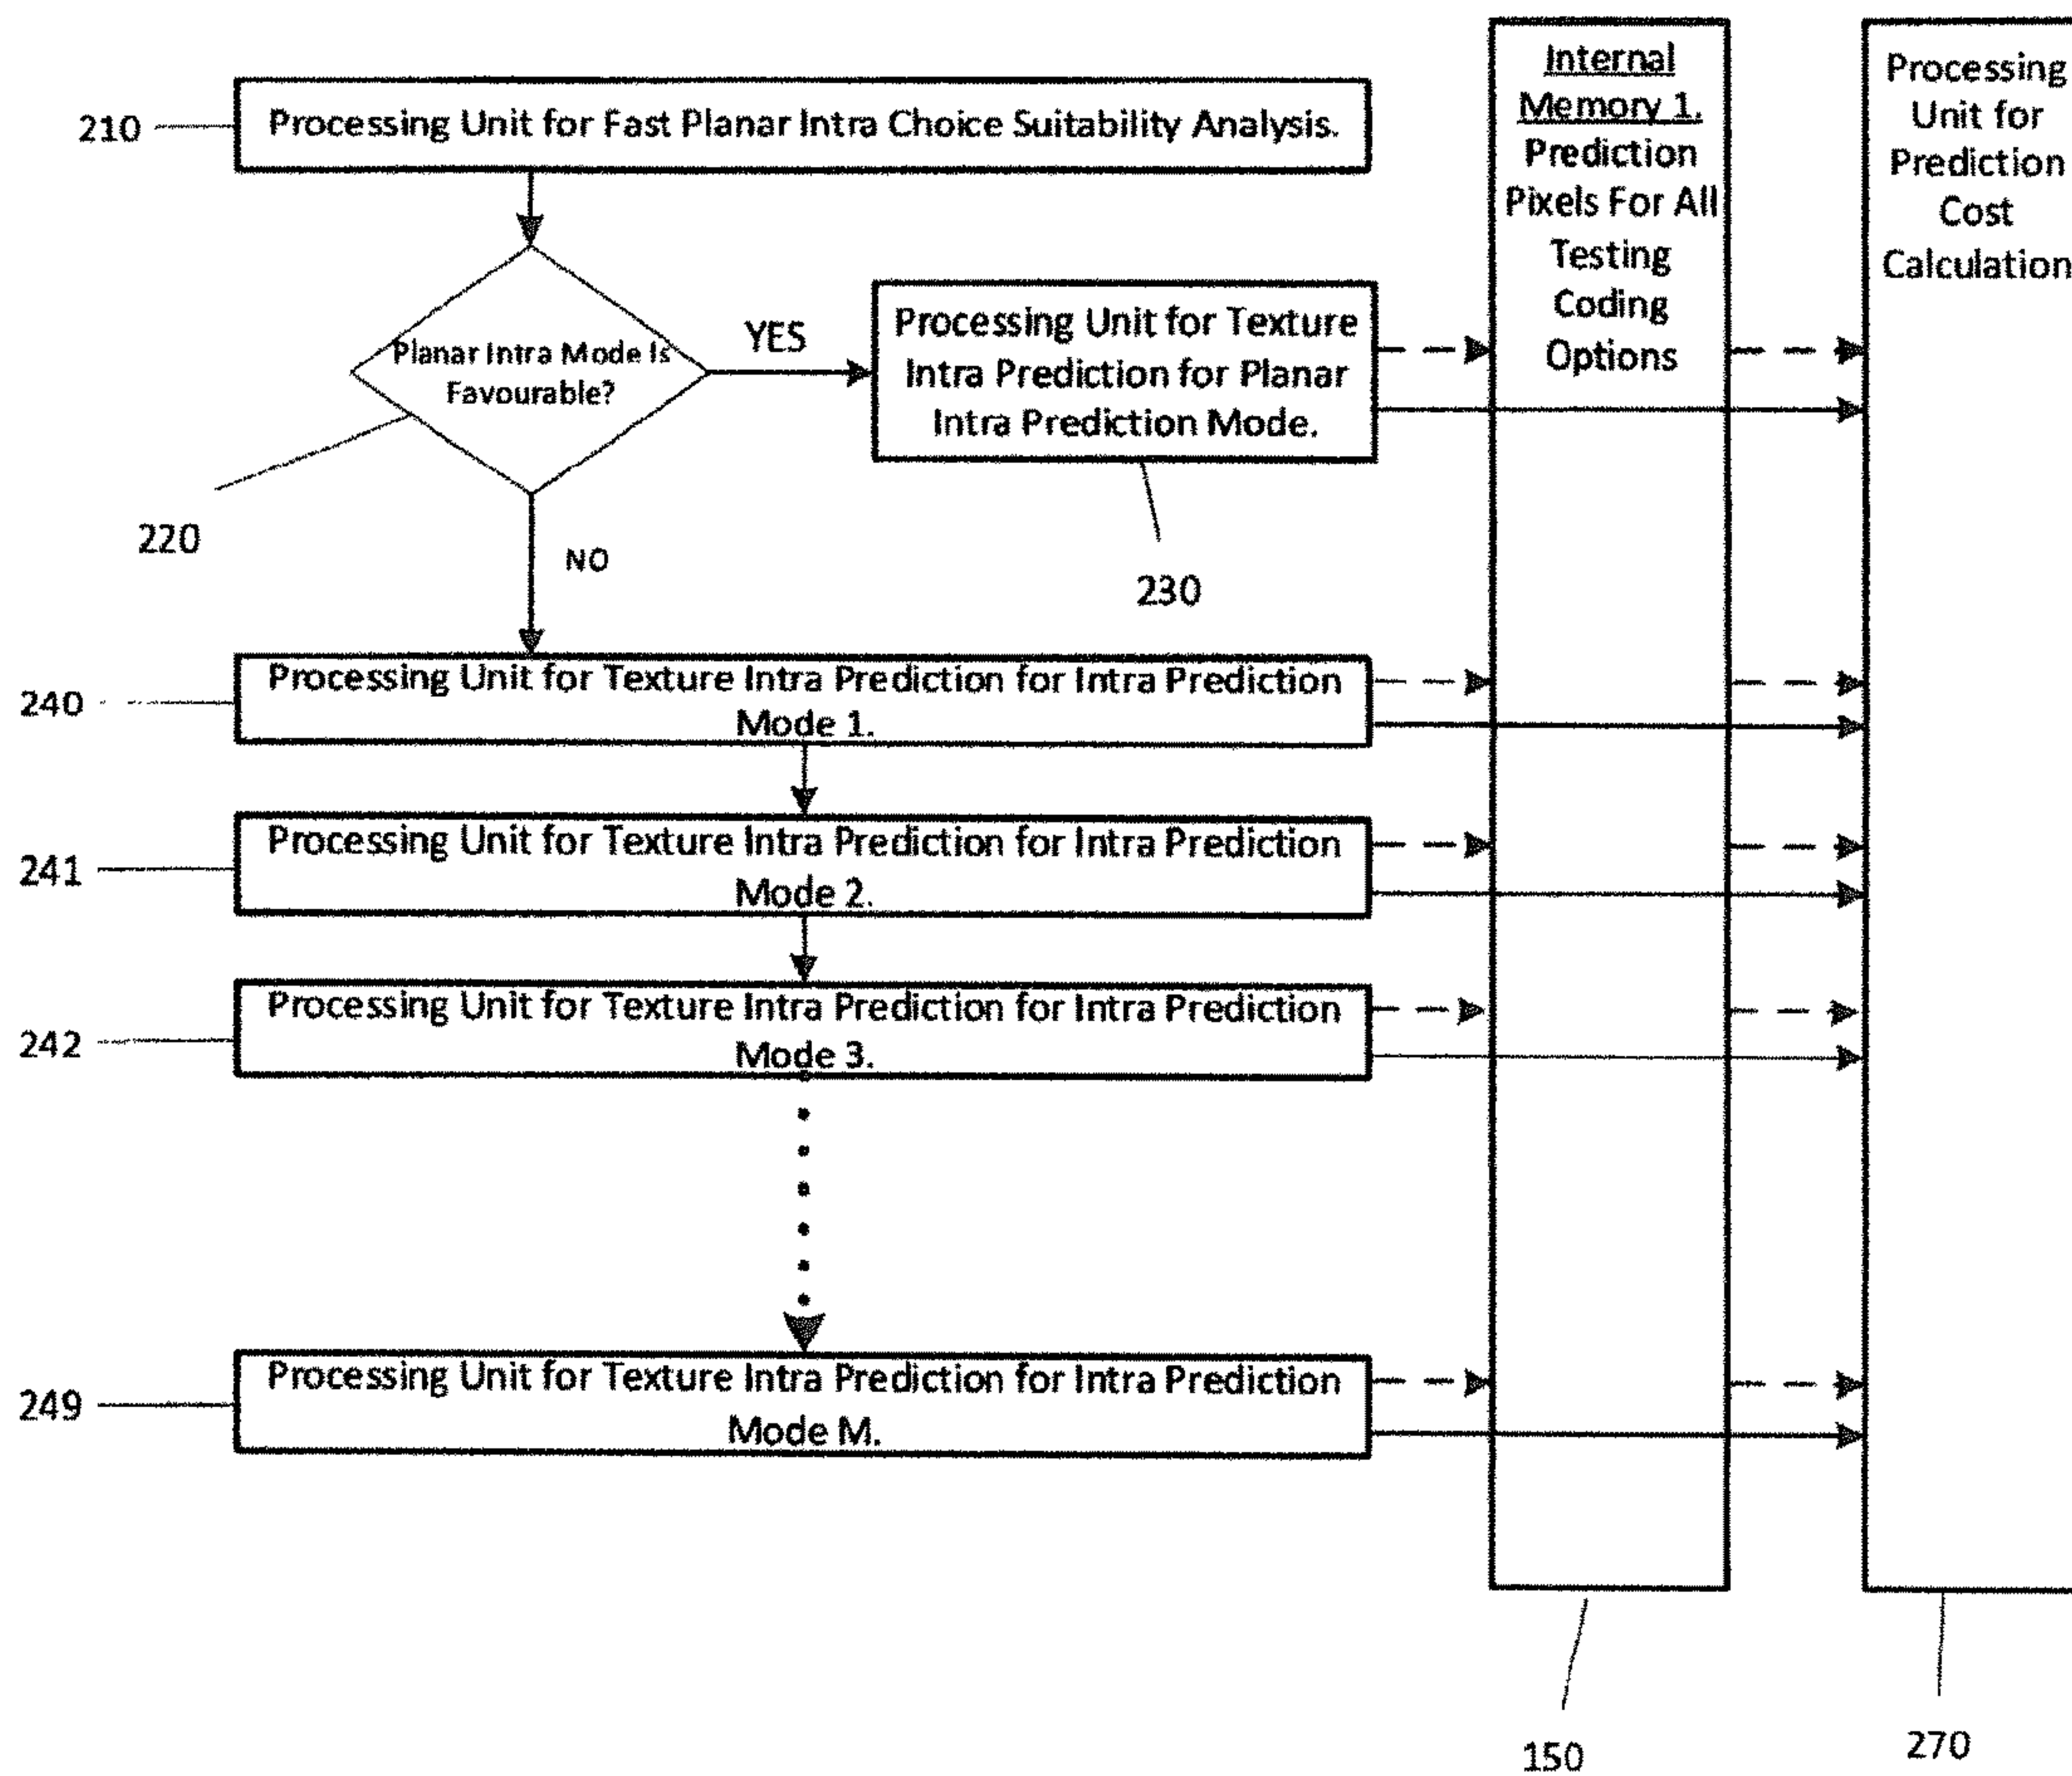 210
Processing Unit for Fast Planar Intra Choice Suitability Analysis.
Planar Intra Mode Is
Favourable?
220
YES
NO
Processing Unit for Texture
Intra Prediction for Planar
Intra Prediction Mode.
230
240
Processing Unit for Texture Intra Prediction for Intra Prediction
Mode 1.
241
Processing Unit for Texture Intra Prediction for Intra Prediction
Mode 2.
242
Processing Unit for Texture Intra Prediction for Intra Prediction
Mode 3.
249
Processing Unit for Texture Intra Prediction for Intra Prediction
Mode M.
Internal
Memory 1.
Prediction
Pixels For All
Testing
Coding
Options
150
Processing
Unit for
Prediction
Cost
Calculation
270